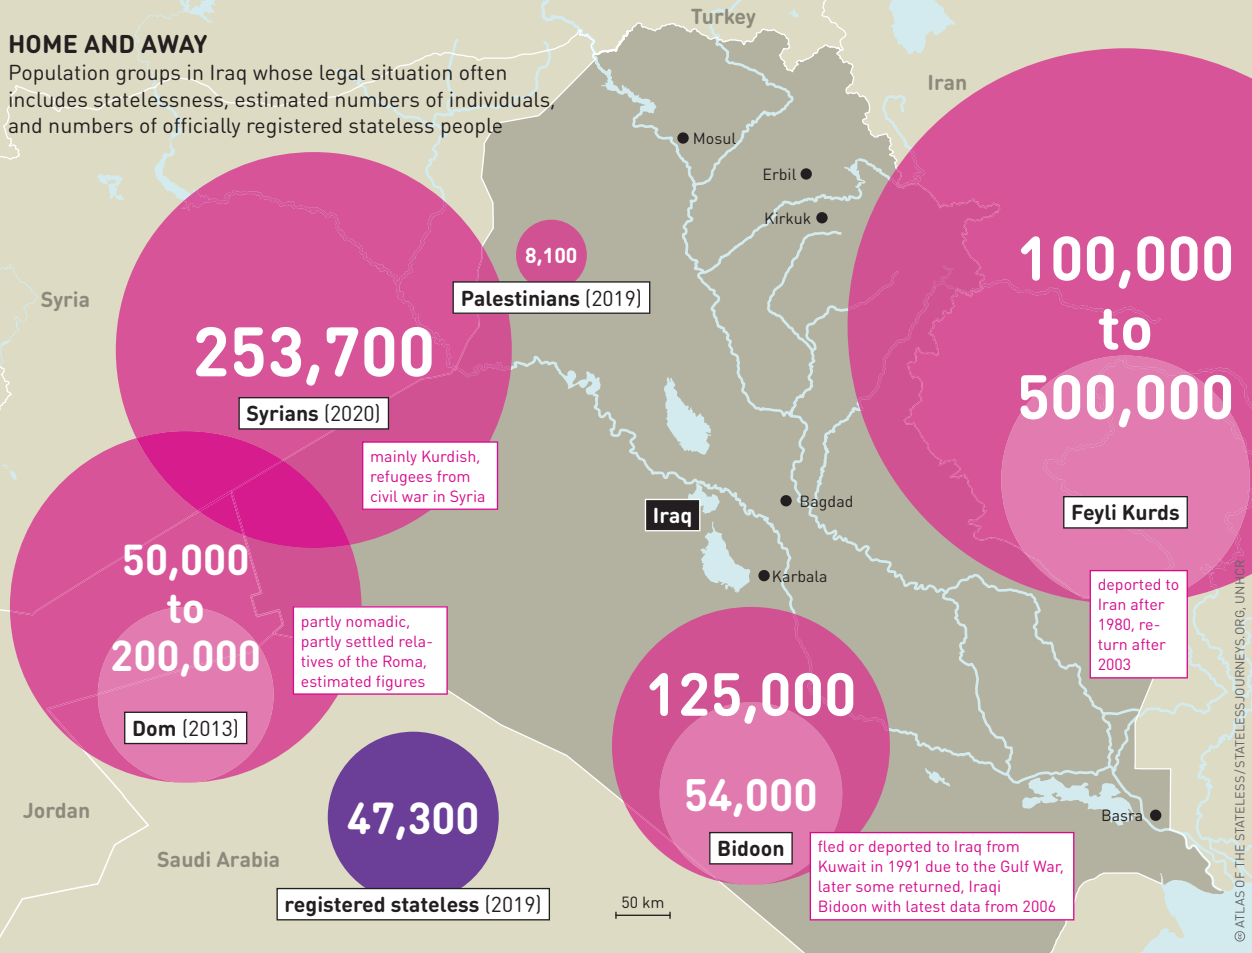 HOME AND AWAY
Population groups in Iraq whose legal situation often
includes statelessness, estimated numbers of individuals,
and numbers of officially registered stateless people
Turkey
Iran
Mosul
Erbil
Kirkuk
8,100
Palestinians (2019)
Syria
253,700
Syrians (2020)
mainly Kurdish,
refugees from
civil war in Syria
100,000
to
500,000
Feyli Kurds
deported to
Iran after
1980, re-
turn after
2003
Iraq
Bagdad
Karbala
50,000
to
200,000
Dom (2013)
partly nomadic,
partly settled rela-
tives of the Roma,
estimated figures
125,000
54,000
Bidoon
fled or deported to Iraq from
Kuwait in 1991 due to the Gulf War,
later some returned, Iraqi
Bidoon with latest data from 2006
Jordan
Saudi Arabia
47,300
registered stateless (2019)
50 km
Basra
ATLAS OF THE STATELESS/STATELESSJOURNEYS.ORG, UNHCR